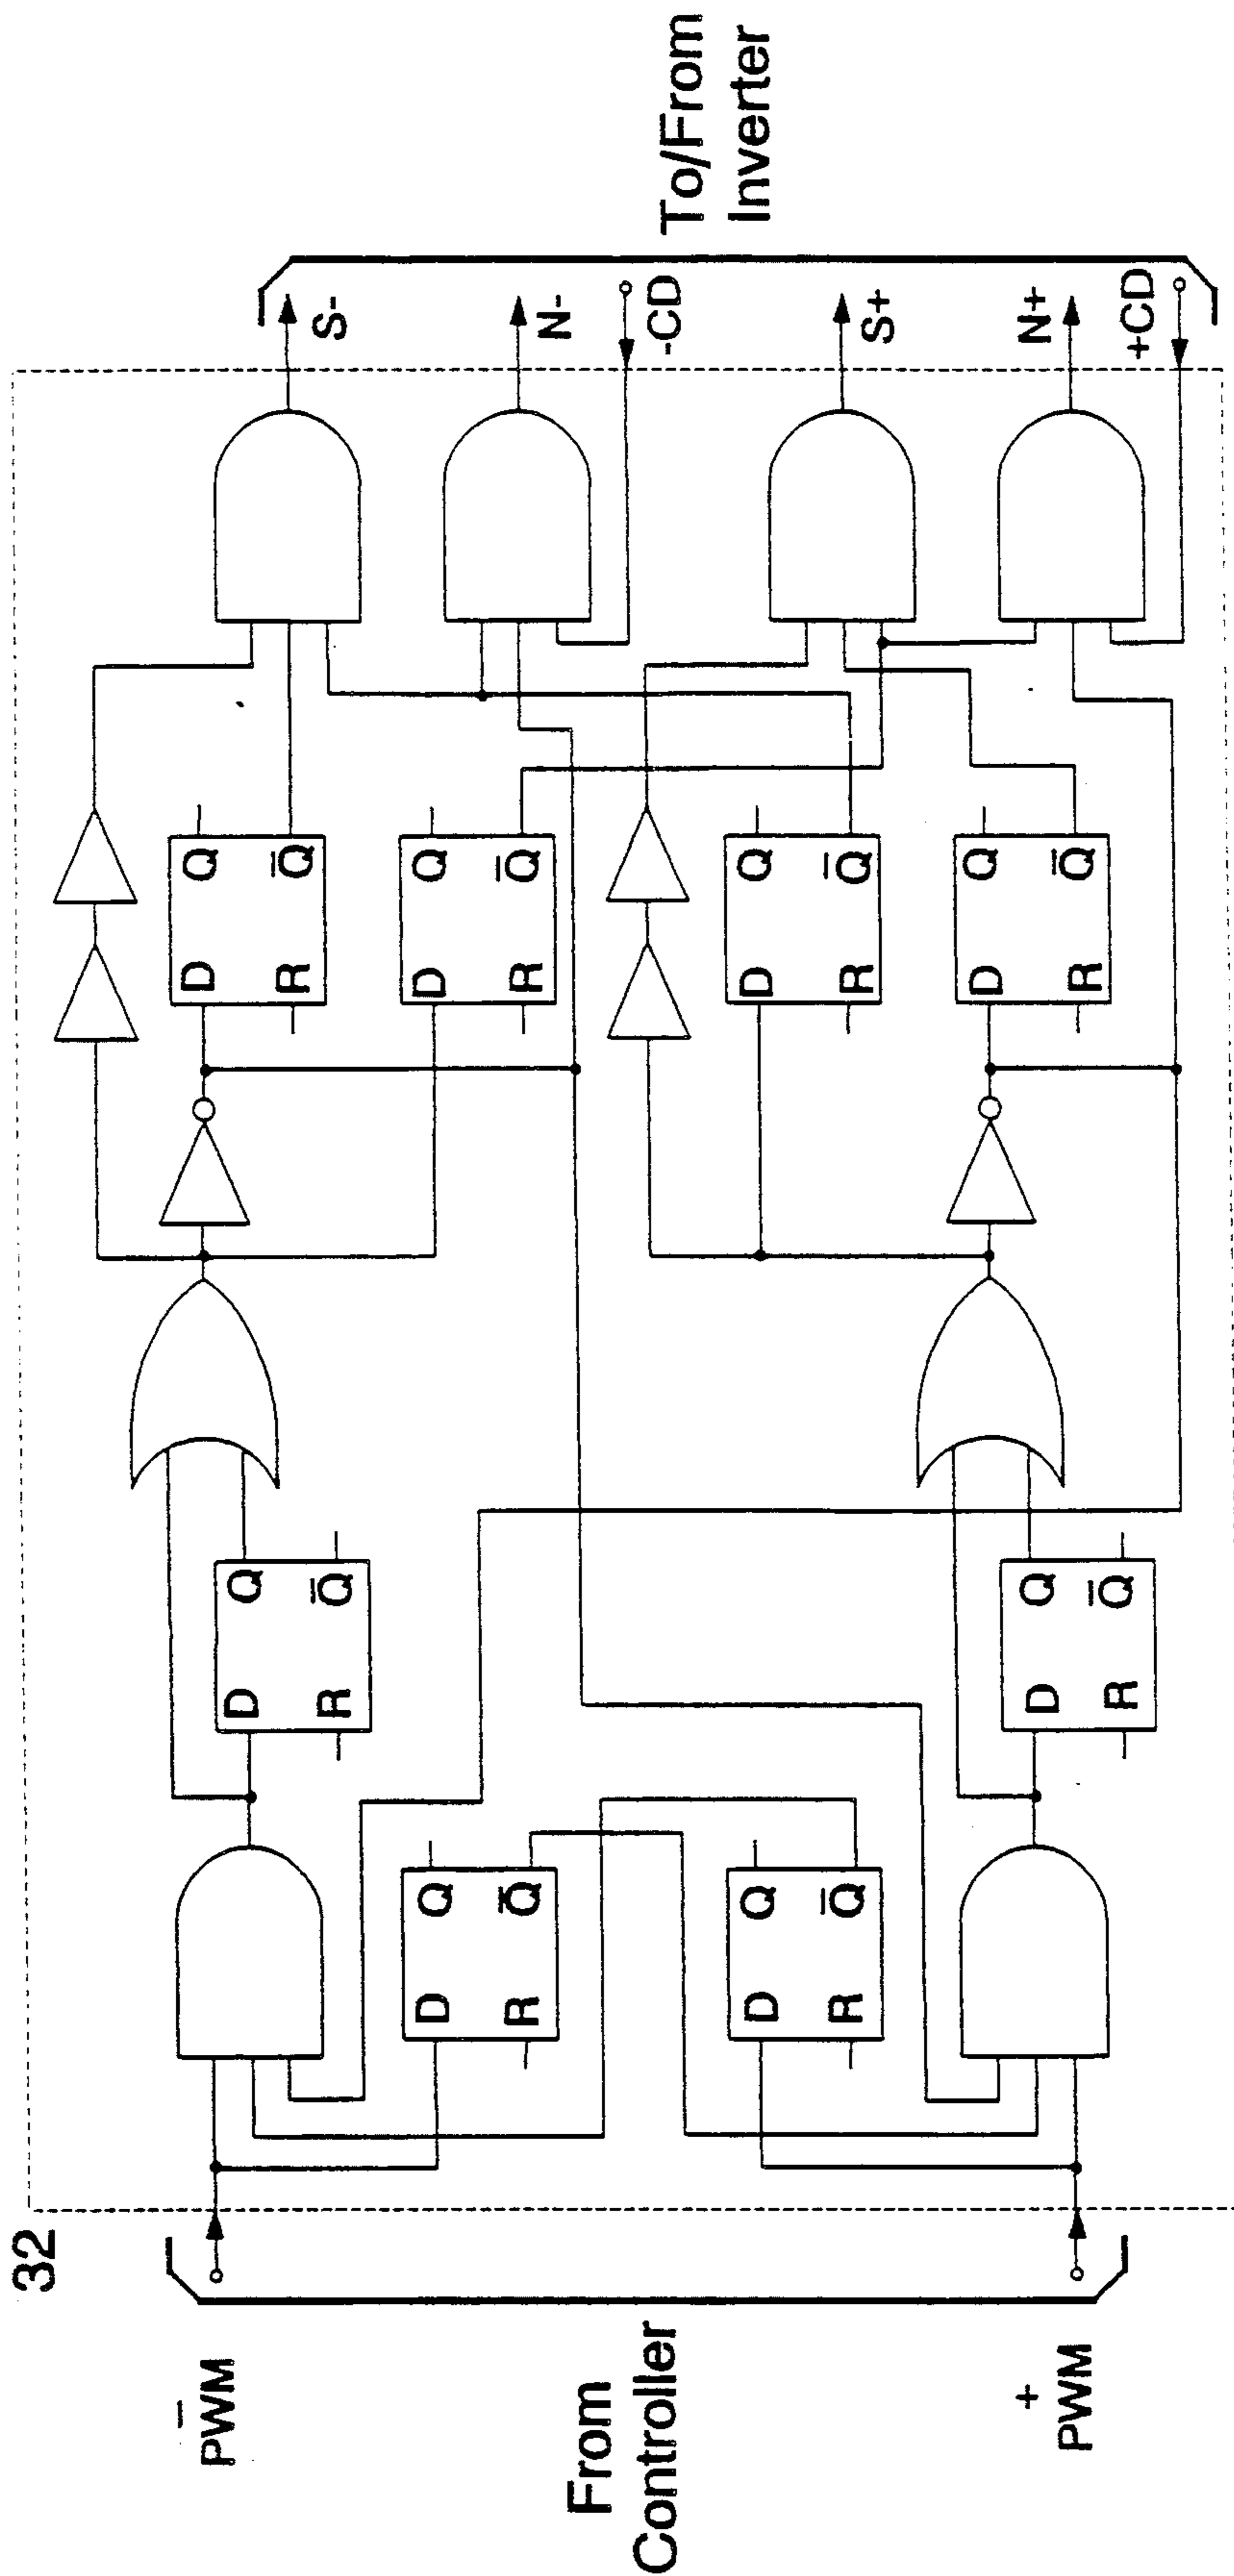 32
−
PWM
From
Controller
+
PWM
D Q
R Q̅
D Q
R Q̅
D Q
R Q̅
D Q
R Q̅
D Q
R Q̅
D Q
R Q̅
D Q
R Q̅
D Q
R Q̅
S-
N-
-CD
S+
N+
+CD
To/From
Inverter